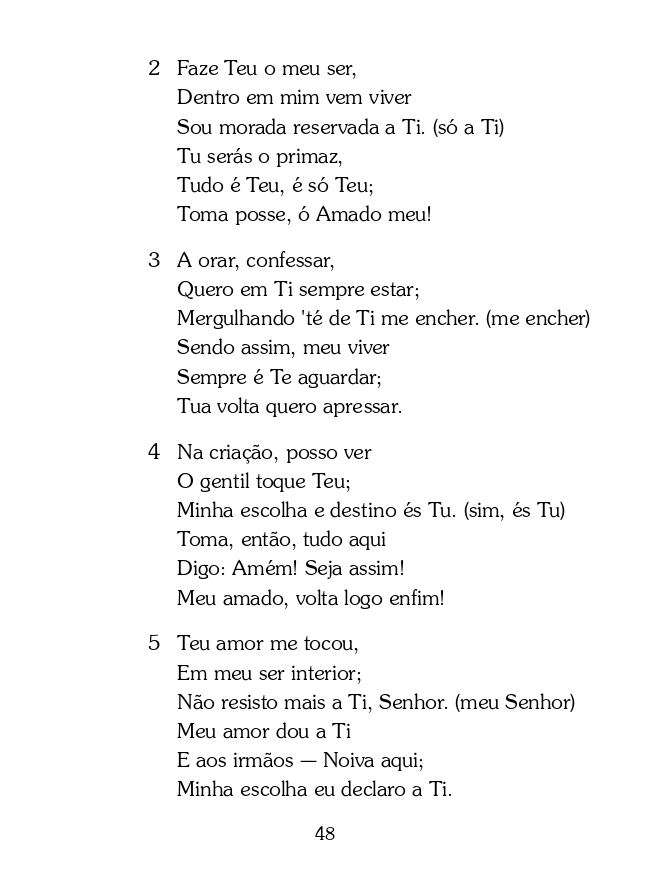 2 Faze Teu o meu ser,
Dentro em mim vem viver
Sou morada reservada a Ti. (só a Ti)
Tu serás o primaz,
Tudo é Teu, é só Teu;
Toma posse, ó Amado meu!
3 A orar, confessar,
Quero em Ti sempre estar;
Mergulhando 'té de Ti me encher. (me encher)
Sendo assim, meu viver
Sempre é Te aguardar;
Tua volta quero apressar.
4 Na criação, posso ver
O gentil toque Teu;
Minha escolha e destino és Tu. (sim, és Tu)
Toma, então, tudo aqui
Digo: Amém! Seja assim!
Meu amado, volta logo enfim!
5 Teu amor me tocou,
Em meu ser interior;
Não resisto mais a Ti, Senhor. (meu Senhor)
Meu amor dou a Ti
E aos irmãos — Noiva aqui;
Minha escolha eu declaro a Ti.
48